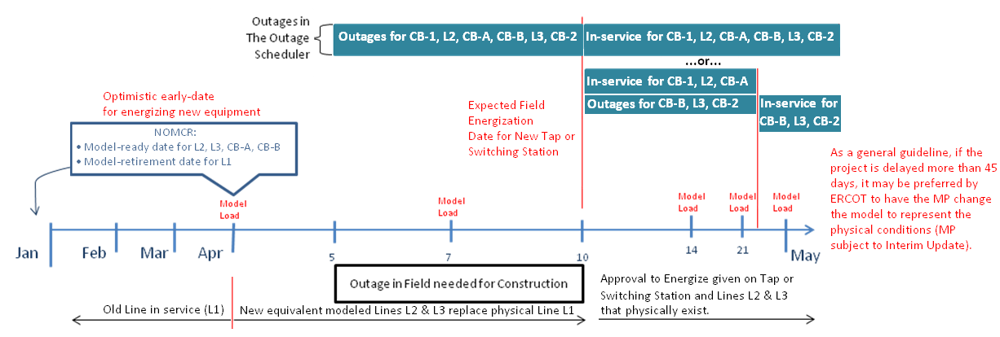 Outages in
The Outage
Scheduler
Outages for CB-1, L2, CB-A, CB-B, L3, CB-2
In-service for CB-1, L2, CB-A, CB-B, L3, CB-2
...or...
In-service for CB-1, L2, CB-A
Outages for CB-B, L3, CB-2
In-service for
CB-B, L3, CB-2
Optimistic early-date
for energizing new equipment
NOMCR:
• Model-ready date for L2, L3, CB-A, CB-B
• Model-retirement date for L1
Expected Field
Energization
Date for New Tap or
Switching Station
As a general guideline, if the
project is delayed more than 45
days, it may be preferred by
ERCOT to have the MP change
the model to represent the
physical conditions (MP
subject to Interim Update).
Model
Load
Model
Load
Model
Load
Model
Load
Model
Load
Jan
Feb
Mar
Apr
5
7
10
14
21
May
Outage in Field needed for Construction
Approval to Energize given on Tap or
Switching Station and Lines L2 & L3
that physically exist.
Old Line in service (L1)
New equivalent modeled Lines L2 & L3 replace physical Line L1